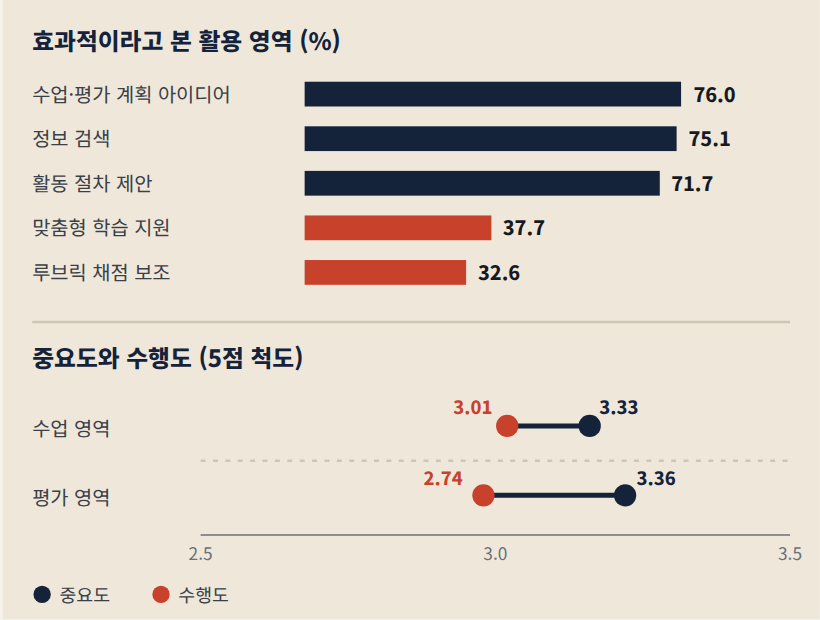 효과적이라고 본 활용 영역 (%)
수업·평가 계획 아이디어 76.0
정보 검색 75.1
활동 절차 제안 71.7
맞춤형 학습 지원 37.7
루브릭 채점 보조 32.6
중요도와 수행도 (5점 척도)
수업 영역 3.01 3.33
평가 영역 2.74 3.36
2.5 3.0 3.5
중요도 수행도